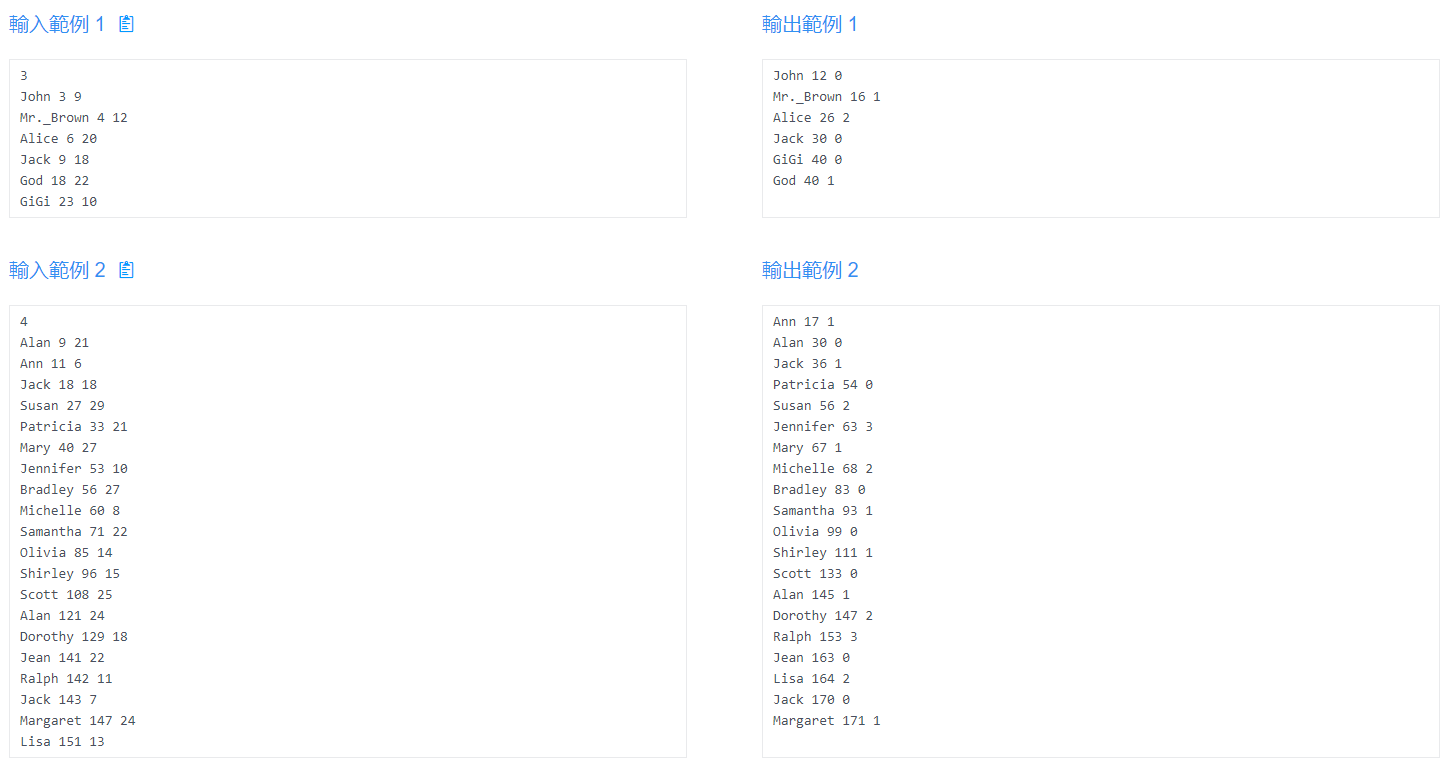 輸入範例 1
3
John 3 9
Mr._Brown 4 12
Alice 6 20
Jack 9 18
God 18 22
GiGi 23 10
輸出範例 1
John 12 0
Mr._Brown 16 1
Alice 26 2
Jack 30 0
GiGi 40 0
God 40 1
輸入範例 2
4
Alan 9 21
Ann 11 6
Jack 18 18
Susan 27 29
Patricia 33 21
Mary 40 27
Jennifer 53 10
Bradley 56 27
Michelle 60 8
Samantha 71 22
Olivia 85 14
Shirley 96 15
Scott 108 25
Alan 121 24
Dorothy 129 18
Jean 141 22
Ralph 142 11
Jack 143 7
Margaret 147 24
Lisa 151 13
輸出範例 2
Ann 17 1
Alan 30 0
Jack 36 1
Patricia 54 0
Susan 56 2
Jennifer 63 3
Mary 67 1
Michelle 68 2
Bradley 83 0
Samantha 93 1
Olivia 99 0
Shirley 111 1
Scott 133 0
Alan 145 1
Dorothy 147 2
Ralph 153 3
Jean 163 0
Lisa 164 2
Jack 170 0
Margaret 171 1